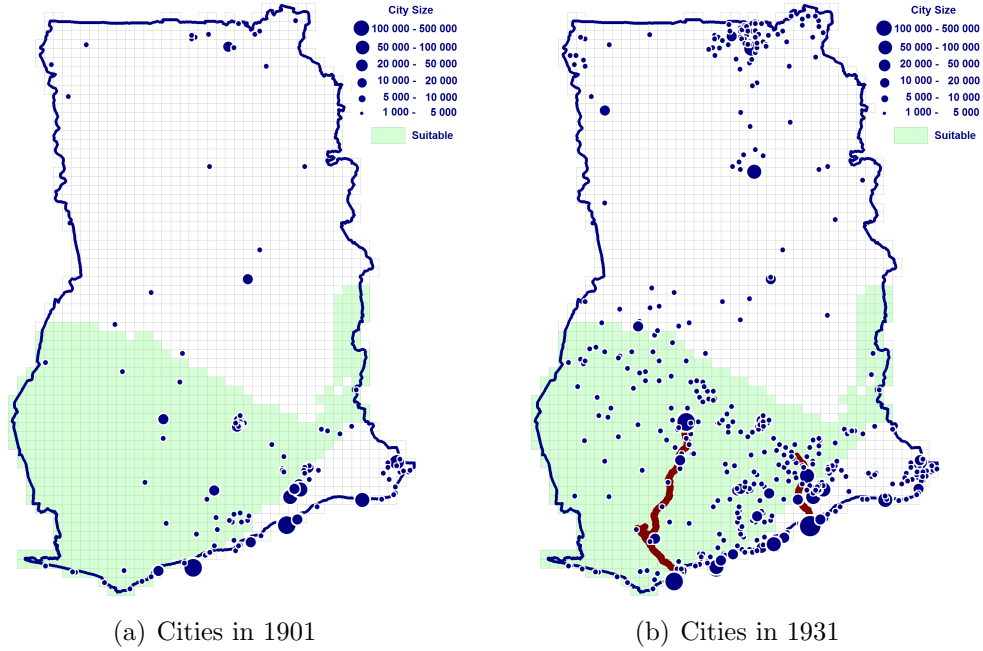 City Size
100 000 - 500 000
50 000 - 100 000
20 000 - 50 000
10 000 - 20 000
5 000 - 10 000
1 000 - 5 000
Suitable
City Size
100 000 - 500 000
50 000 - 100 000
20 000 - 50 000
10 000 - 20 000
5 000 - 10 000
1 000 - 5 000
Suitable
(a) Cities in 1901
(b) Cities in 1931